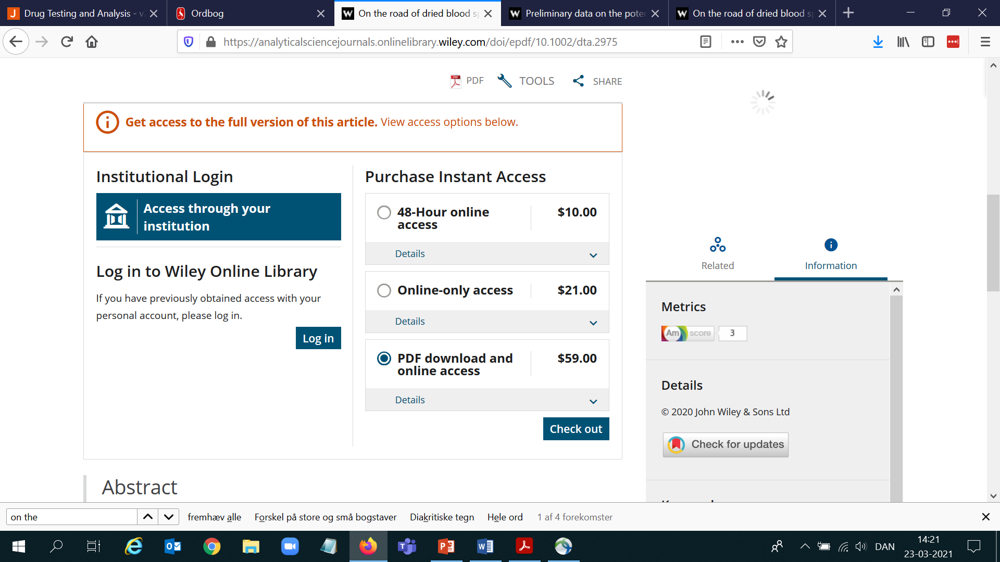 Drug Testing and Analysis - v
Ordbog
On the road of dried blood sp
Preliminary data on the poter
On the road of dried blood sp
https://analyticalsciencejournals.onlinelibrary.wiley.com/doi/epdf/10.1002/dta.2975
PDF
TOOLS
SHARE
Get access to the full version of this article. View access options below.
Institutional Login
Access through your
institution
Log in to Wiley Online Library
If you have previously obtained access with your
personal account, please log in.
Log in
Purchase Instant Access
48-Hour online
access
$10.00
Details
Online-only access
$21.00
Details
PDF download and
online access
$59.00
Details
Check out
Related
Information
Metrics
Am score 3
Details
© 2020 John Wiley & Sons Ltd
Check for updates
Abstract
on the
fremhæv alle
Forskel på store og små bogstaver
Diakritiske tegn
Hele ord
1 af 4 forekomster
DAN
14:21
23-03-2021